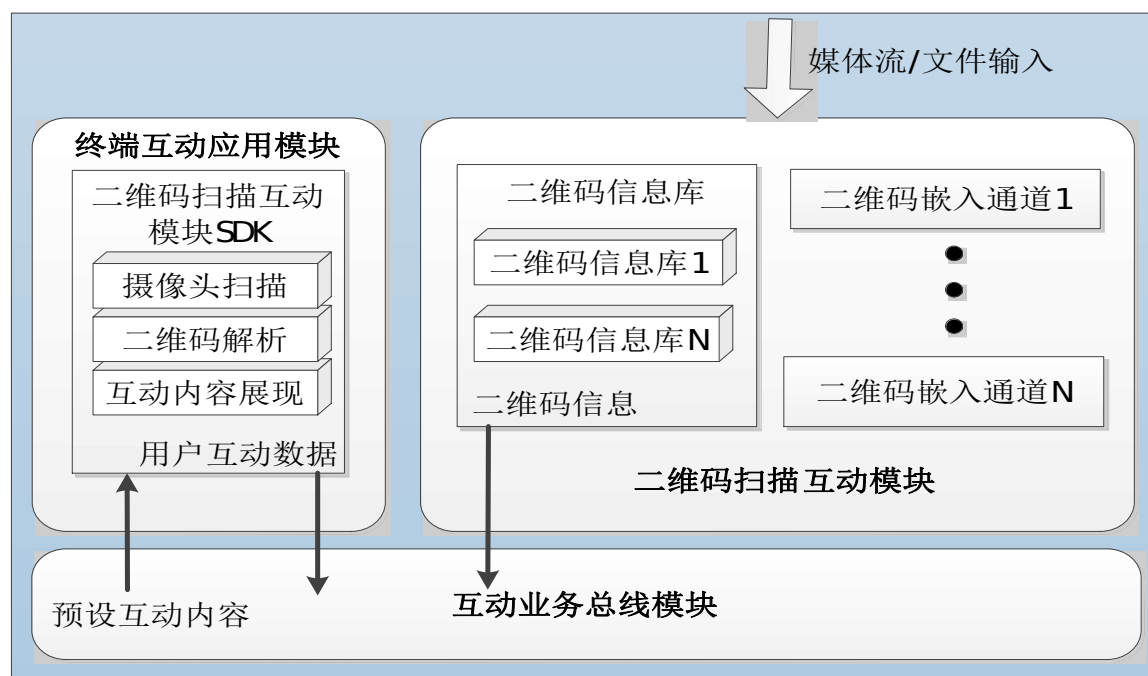 媒体流/文件输入
终端互动应用模块
二维码扫描互动
模块SDK
摄像头扫描
二维码解析
互动内容展现
用户互动数据
二维码信息库
二维码信息库1
二维码信息库N
二维码信息
二维码嵌入通道1
二维码嵌入通道N
二维码扫描互动模块
预设互动内容
互动业务总线模块